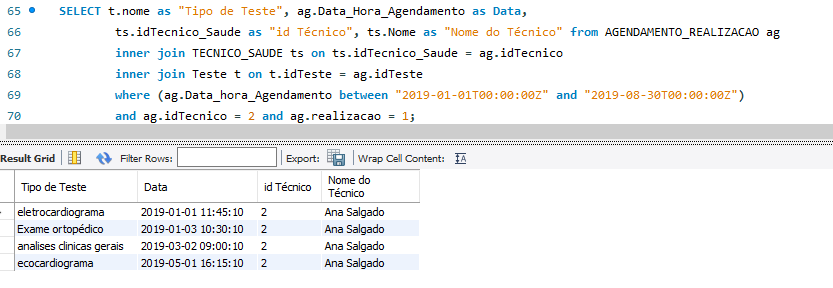 65 SELECT t.nome as "Tipo de Teste", ag.Data_Hora_Agendamento as Data,
66 ts.idTecnico_Saude as "id Técnico", ts.Nome as "Nome do Técnico" from AGENDAMENTO_REALIZACAO ag
67 inner join TECNICO_SAUDE ts on ts.idTecnico_Saude = ag.idTecnico
68 inner join Teste t on t.idTeste = ag.idTeste
69 where (ag.Data_hora_Agendamento between "2019-01-01T00:00:00Z" and "2019-08-30T00:00:00Z")
70 and ag.idTecnico = 2 and ag.realizacao = 1;
Result Grid Filter Rows: Export: Wrap Cell Content:
Tipo de Teste Data id Técnico Nome do Técnico
eletrocardiograma 2019-01-01 11:45:10 2 Ana Salgado
Exame ortopédico 2019-01-03 10:30:10 2 Ana Salgado
analises clinicas gerais 2019-03-02 09:00:10 2 Ana Salgado
ecocardiograma 2019-05-01 16:15:10 2 Ana Salgado